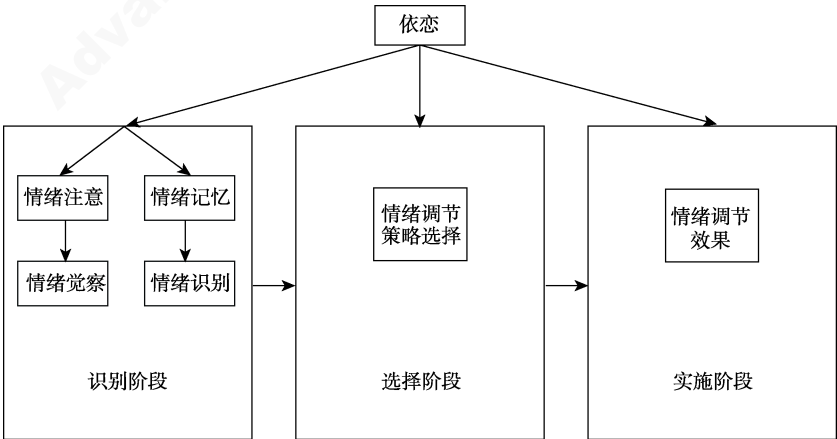 Adva
依恋
情绪注意
情绪记忆
情绪觉察
情绪识别
情绪调节
策略选择
情绪调节
效果
识别阶段
选择阶段
实施阶段